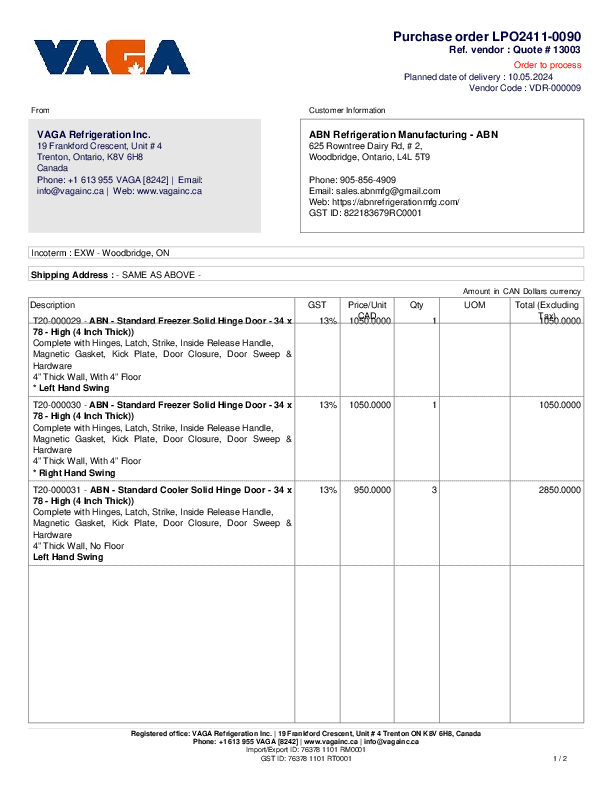 VAGA
Purchase order LPO2411-0090
Ref. vendor : Quote # 13003
Order to process
Planned date of delivery : 10.05.2024
Vendor Code : VDR-000009
From
Customer Information
VAGA Refrigeration Inc.
19 Frankford Crescent, Unit # 4
Trenton, Ontario, K8V 6H8
Canada
Phone: +1 613 955 VAGA [8242] | Email:
info@vagainc.ca | Web: www.vagainc.ca
ABN Refrigeration Manufacturing - ABN
625 Rowntree Dairy Rd, # 2,
Woodbridge, Ontario, L4L 5T9
Phone: 905-856-4909
Email: sales.abnmfg@gmail.com
Web: https://abnrefrigerationmfg.com/
GST ID: 822183679RC0001
Incoterm : EXW - Woodbridge, ON
Shipping Address : - SAME AS ABOVE -
Amount in CAN Dollars currency
Description GST Price/Unit CAD Qty UOM Total (Excluding Tax)
T20-000029 - ABN - Standard Freezer Solid Hinge Door - 34 x 13% 1050.0000 1 1050.0000
78 - High (4 Inch Thick))
Complete with Hinges, Latch, Strike, Inside Release Handle,
Magnetic Gasket, Kick Plate, Door Closure, Door Sweep &
Hardware
4" Thick Wall, With 4" Floor
* Left Hand Swing
T20-000030 - ABN - Standard Freezer Solid Hinge Door - 34 x 13% 1050.0000 1 1050.0000
78 - High (4 Inch Thick))
Complete with Hinges, Latch, Strike, Inside Release Handle,
Magnetic Gasket, Kick Plate, Door Closure, Door Sweep &
Hardware
4" Thick Wall, With 4" Floor
* Right Hand Swing
T20-000031 - ABN - Standard Cooler Solid Hinge Door - 34 x 13% 950.0000 3 2850.0000
78 - High (4 Inch Thick))
Complete with Hinges, Latch, Strike, Inside Release Handle,
Magnetic Gasket, Kick Plate, Door Closure, Door Sweep &
Hardware
4" Thick Wall, No Floor
Left Hand Swing
Registered office: VAGA Refrigeration Inc. | 19 Frankford Crescent, Unit # 4 Trenton ON K8V 6H8, Canada
Phone: +1 613 955 VAGA [8242] | www.vagainc.ca | info@vagainc.ca
Import/Export ID: 76378 1101 RM0001
GST ID: 76378 1101 RT0001 1 / 2